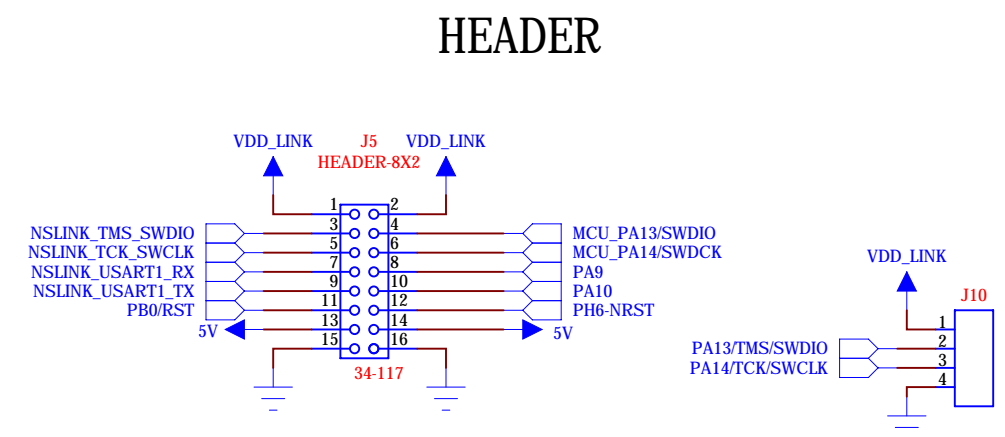 HEADER
VDD_LINK J5 VDD_LINK
HEADER-8X2
1 2
NSLINK_TMS_SWDIO 3 4 MCU_PA13/SWDIO
NSLINK_TCK_SWCLK 5 6 MCU_PA14/SWDCK
NSLINK_USART1_RX 7 8 PA9
NSLINK_USART1_TX 9 10 PA10
PB0/RST 11 12 PH6-NRST
5V 13 14 5V
15 16
34-117
VDD_LINK
J10
1
PA13/TMS/SWDIO 2
PA14/TCK/SWCLK 3
4